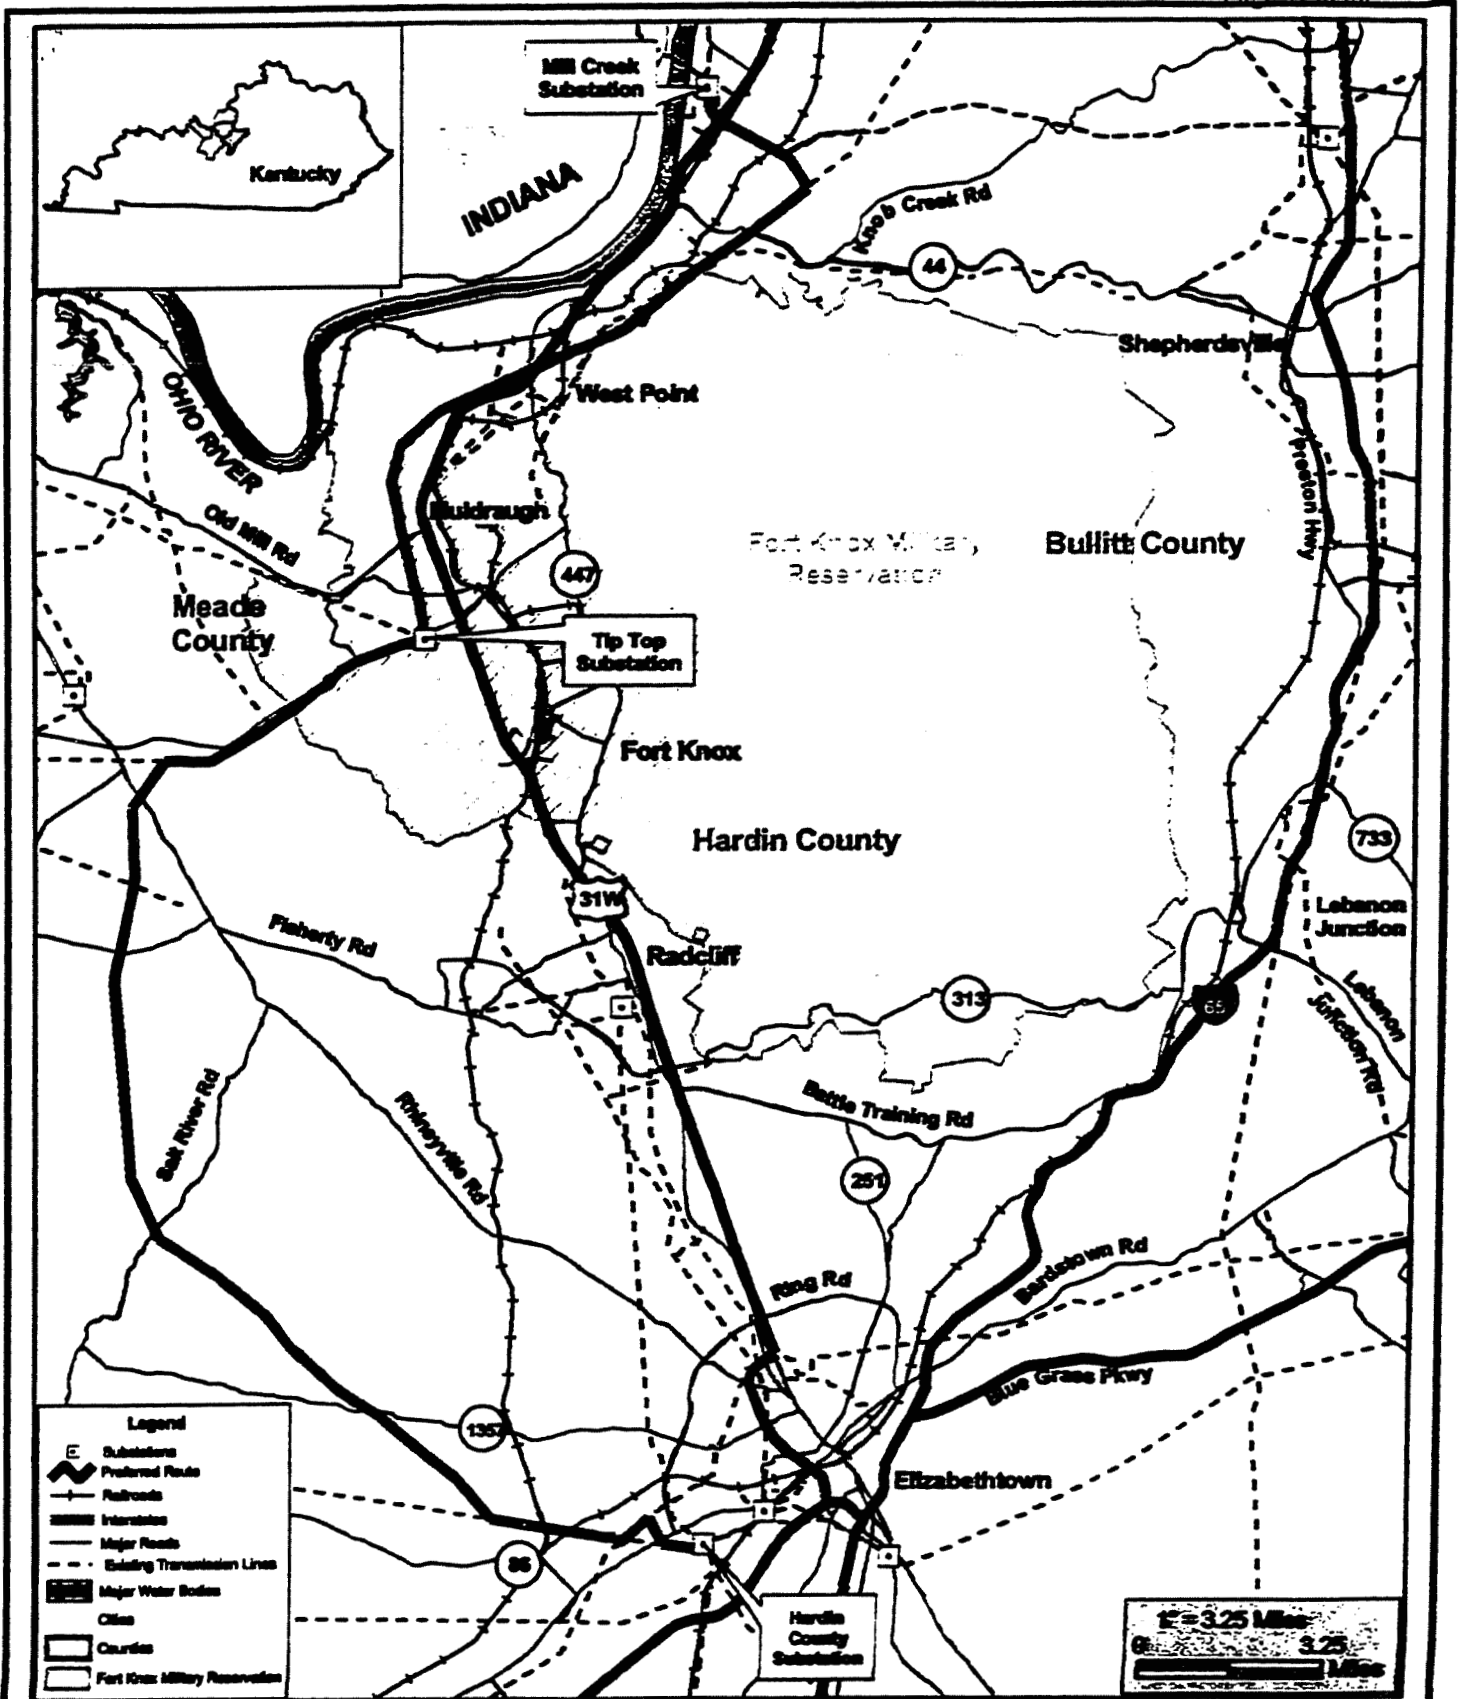 Mill Creek
Substation
Kentucky
INDIANA
Knob Creek Rd
44
Shepherdsville
OHIO RIVER
West Point
Preston Hwy
Old Mill Rd
Muldraugh
Fort Knox Military
Reservation
Bullitt County
447
Meade
County
Tip Top
Substation
Fort Knox
Hardin County
733
31W
Lebanon
Junction
Flaherty Rd
Radcliff
313
65
Lebanon
Junction Rd
Salt River Rd
Rhineyville Rd
Battle Training Rd
251
Ring Rd
Bardstown Rd
Blue Grass Pkwy
1357
Elizabethtown
86
Hardin
County
Substation
Legend
Substations
Preferred Route
Railroads
Interstates
Major Roads
Existing Transmission Lines
Major Water Bodies
Cities
Counties
Fort Knox Military Reservation
1" = 3.25 Miles
0 3.25
Miles